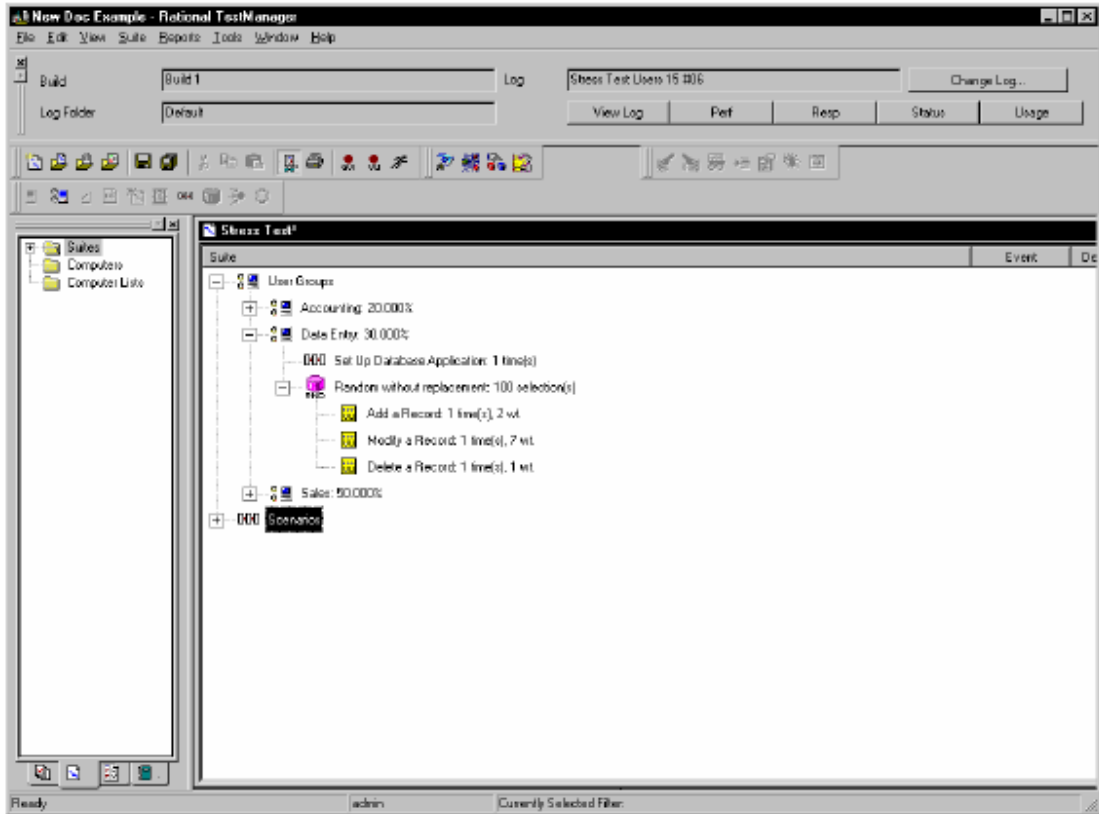 New Doc Example - Rational TestManager
File Edit View Suite Reports Tools Window Help
Build Build 1 Log Stress Test Users 15 #06 Change Log...
Log Folder Default View Log Perf Resp Status Usage
Stress Test*
Suites
Computers
Computer Lists
Suite Event De
User Groups
Accounting: 20.000%
Data Entry: 30.000%
Set Up Database Application: 1 time(s)
Random without replacement: 100 selection(s)
Add a Record: 1 time(s), 2 wt.
Modify a Record: 1 time(s), 7 wt.
Delete a Record: 1 time(s), 1 wt.
Sales: 50.000%
Scenarios
Ready admin Currently Selected Filter: